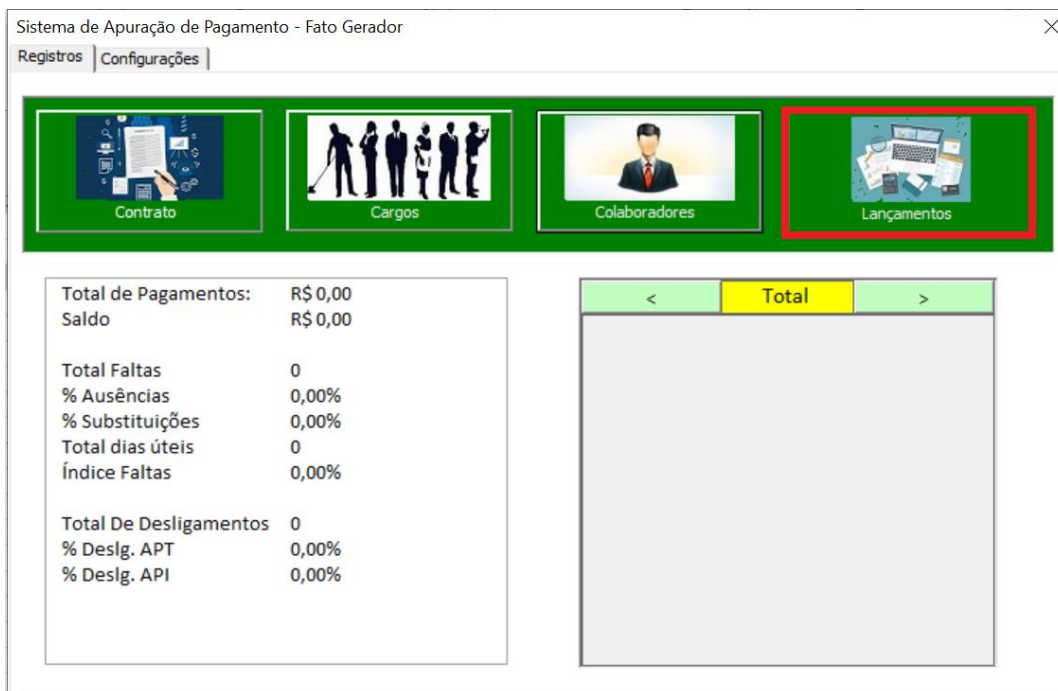 Sistema de Apuração de Pagamento - Fato Gerador
Registros Configurações
Contrato Cargos Colaboradores Lançamentos
Total de Pagamentos: R$ 0,00
Saldo R$ 0,00
Total Faltas 0
% Ausências 0,00%
% Substituições 0,00%
Total dias úteis 0
Índice Faltas 0,00%
Total De Desligamentos 0
% Deslg. APT 0,00%
% Deslg. API 0,00%
< Total >